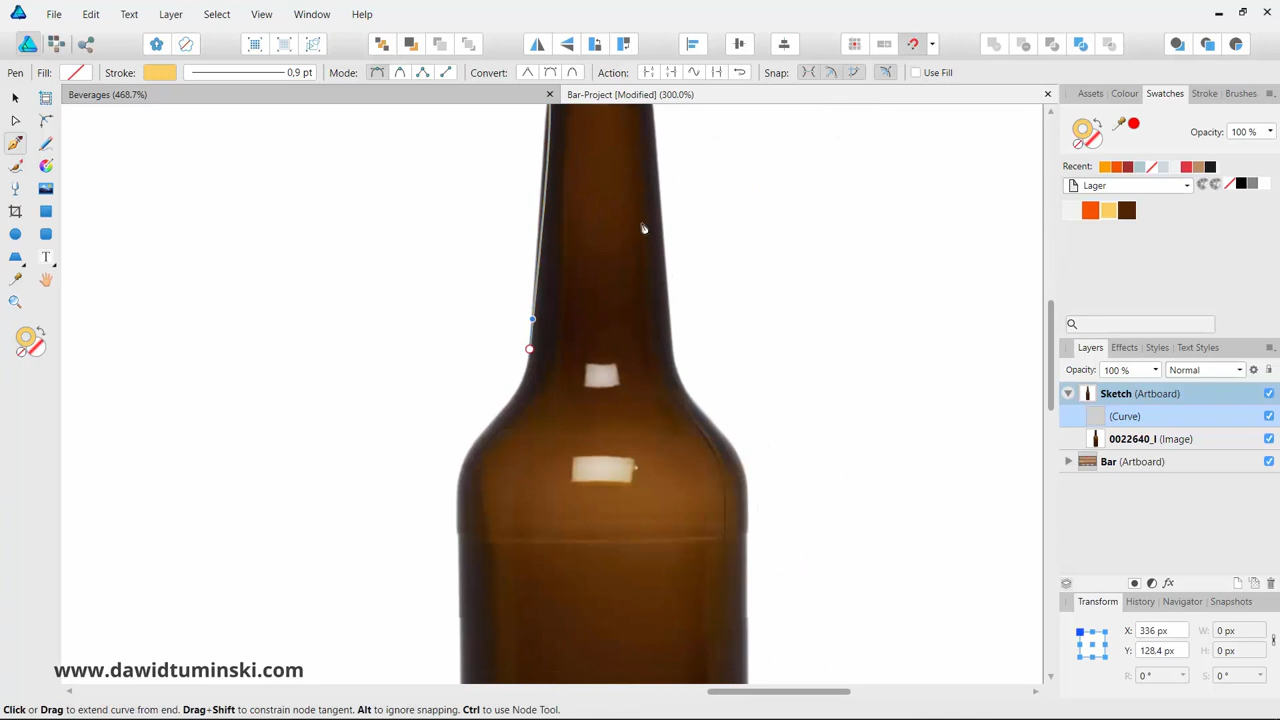 File Edit Text Layer Select View Window Help
Pen Fill: Stroke: 0,9 pt Mode: Convert: Action: Snap: Use Fill
Beverages (468.7%) Bar-Project [Modified] (300.0%)
Assets Colour Swatches Stroke Brushes
Opacity: 100 %
Recent:
Lager
Layers Effects Styles Text Styles
Opacity: 100 % Normal
Sketch (Artboard)
(Curve)
0022640_l (Image)
Bar (Artboard)
Transform History Navigator Snapshots
X: 336 px W: 0 px
Y: 128.4 px H: 0 px
R: 0 ° S: 0 °
www.dawidtuminski.com
Click or Drag to extend curve from end. Drag+Shift to constrain node tangent. Alt to ignore snapping. Ctrl to use Node Tool.